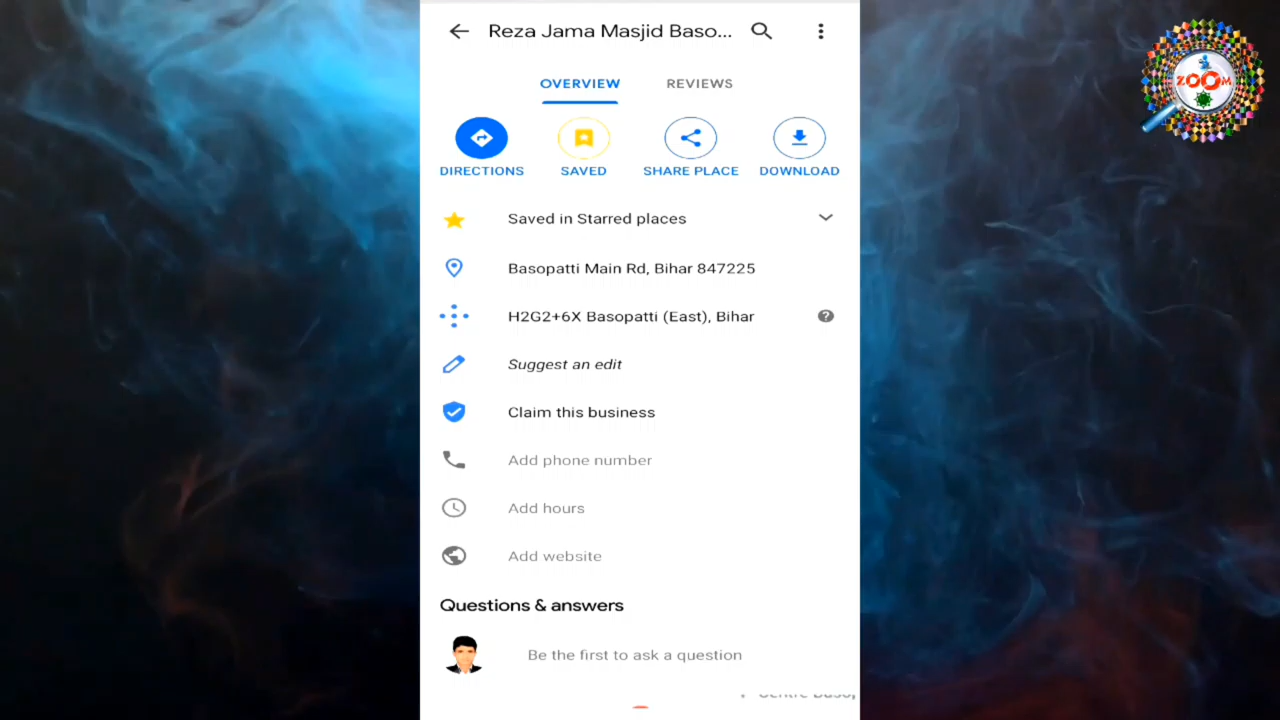 Reza Jama Masjid Baso...
OVERVIEW
REVIEWS
DIRECTIONS
SAVED
SHARE PLACE
DOWNLOAD
Saved in Starred places
Basopatti Main Rd, Bihar 847225
H2G2+6X Basopatti (East), Bihar
Suggest an edit
Claim this business
Add phone number
Add hours
Add website
Questions & answers
Be the first to ask a question
ZOOM